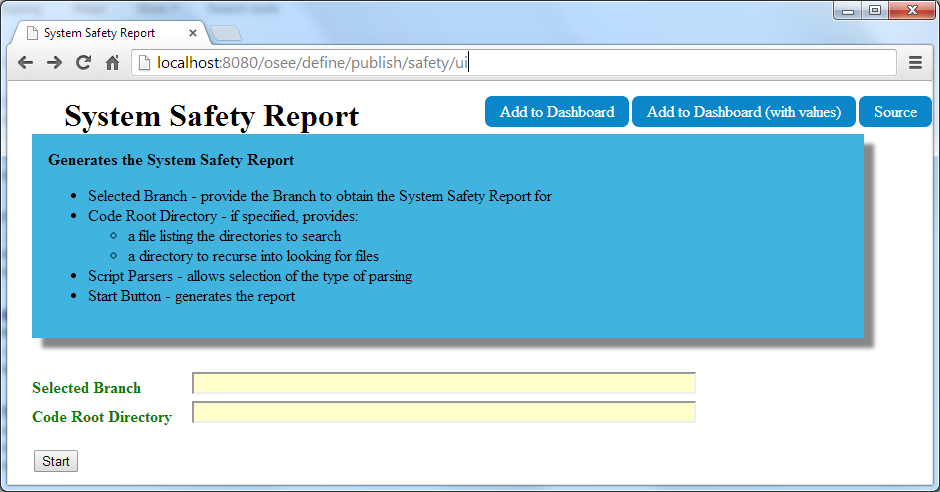 System Safety Report
localhost:8080/osee/define/publish/safety/ui
System Safety Report
Add to Dashboard
Add to Dashboard (with values)
Source
Generates the System Safety Report
• Selected Branch - provide the Branch to obtain the System Safety Report for
• Code Root Directory - if specified, provides:
○ a file listing the directories to search
○ a directory to recurse into looking for files
• Script Parsers - allows selection of the type of parsing
• Start Button - generates the report
Selected Branch
Code Root Directory
Start